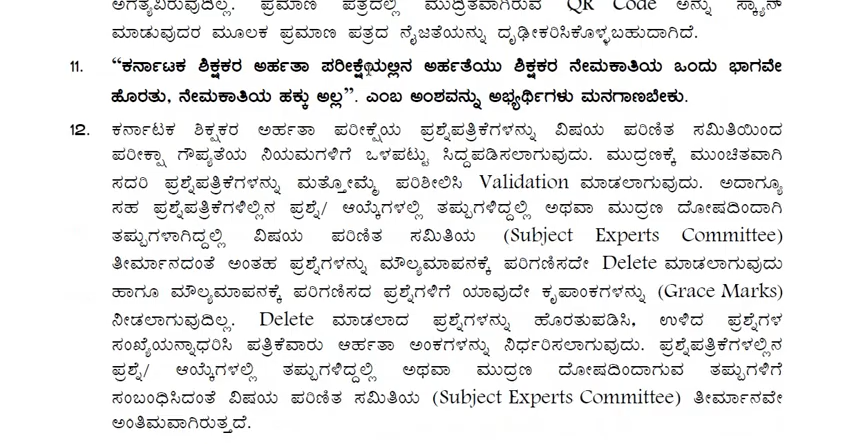 ಅಗತ್ಯವಿರುವುದಿಲ್ಲ. ಪ್ರಮಾಣ ಪತ್ರದಲ್ಲಿ ಮುದ್ರಿತವಾಗಿರುವ QR Code ಅನ್ನು ಸ್ಕ್ಯಾನ್
ಮಾಡುವುದರ ಮೂಲಕ ಪ್ರಮಾಣ ಪತ್ರದ ನೈಜತೆಯನ್ನು ದೃಢೀಕರಿಸಿಕೊಳ್ಳಬಹುದಾಗಿದೆ.
11. “ಕರ್ನಾಟಕ ಶಿಕ್ಷಕರ ಅರ್ಹತಾ ಪರೀಕ್ಷೆಯಲ್ಲಿನ ಅರ್ಹತೆಯು ಶಿಕ್ಷಕರ ನೇಮಕಾತಿಯ ಒಂದು ಭಾಗವೇ
ಹೊರತು, ನೇಮಕಾತಿಯ ಹಕ್ಕು ಅಲ್ಲ”. ಎಂಬ ಅಂಶವನ್ನು ಅಭ್ಯರ್ಥಿಗಳು ಮನಗಾಣಬೇಕು.
12. ಕರ್ನಾಟಕ ಶಿಕ್ಷಕರ ಅರ್ಹತಾ ಪರೀಕ್ಷೆಯ ಪ್ರಶ್ನೆಪತ್ರಿಕೆಗಳನ್ನು ವಿಷಯ ಪರಿಣಿತ ಸಮಿತಿಯಿಂದ
ಪರೀಕ್ಷಾ ಗೌಪ್ಯತೆಯ ನಿಯಮಗಳಿಗೆ ಒಳಪಟ್ಟು ಸಿದ್ದಪಡಿಸಲಾಗುವುದು. ಮುದ್ರಣಕ್ಕೆ ಮುಂಚಿತವಾಗಿ
ಸದರಿ ಪ್ರಶ್ನೆಪತ್ರಿಕೆಗಳನ್ನು ಮತ್ತೊಮ್ಮೆ ಪರಿಶೀಲಿಸಿ Validation ಮಾಡಲಾಗುವುದು. ಅದಾಗ್ಯೂ
ಸಹ ಪ್ರಶ್ನೆಪತ್ರಿಕೆಗಳಿಲ್ಲಿನ ಪ್ರಶ್ನೆ/ ಆಯ್ಕೆಗಳಲ್ಲಿ ತಪ್ಪುಗಳಿದ್ದಲ್ಲಿ ಅಥವಾ ಮುದ್ರಣ ದೋಷದಿಂದಾಗಿ
ತಪ್ಪುಗಳಾಗಿದ್ದಲ್ಲಿ ವಿಷಯ ಪರಿಣಿತ ಸಮಿತಿಯ (Subject Experts Committee)
ತೀರ್ಮಾನದಂತೆ ಅಂತಹ ಪ್ರಶ್ನೆಗಳನ್ನು ಮೌಲ್ಯಮಾಪನಕ್ಕೆ ಪರಿಗಣಿಸದೇ Delete ಮಾಡಲಾಗುವುದು
ಹಾಗೂ ಮೌಲ್ಯಮಾಪನಕ್ಕೆ ಪರಿಗಣಿಸದ ಪ್ರಶ್ನೆಗಳಿಗೆ ಯಾವುದೇ ಕೃಪಾಂಕಗಳನ್ನು (Grace Marks)
ನೀಡಲಾಗುವುದಿಲ್ಲ. Delete ಮಾಡಲಾದ ಪ್ರಶ್ನೆಗಳನ್ನು ಹೊರತುಪಡಿಸಿ, ಉಳಿದ ಪ್ರಶ್ನೆಗಳ
ಸಂಖ್ಯೆಯನ್ನಾಧರಿಸಿ ಪತ್ರಿಕೆವಾರು ಆರ್ಹತಾ ಅಂಕಗಳನ್ನು ನಿರ್ಧರಿಸಲಾಗುವುದು. ಪ್ರಶ್ನೆಪತ್ರಿಕೆಗಳಲ್ಲಿನ
ಪ್ರಶ್ನೆ/ ಆಯ್ಕೆಗಳಲ್ಲಿ ತಪ್ಪುಗಳಿದ್ದಲ್ಲಿ ಅಥವಾ ಮುದ್ರಣ ದೋಷದಿಂದಾಗುವ ತಪ್ಪುಗಳಿಗೆ
ಸಂಬಂಧಿಸಿದಂತೆ ವಿಷಯ ಪರಿಣಿತ ಸಮಿತಿಯ (Subject Experts Committee) ತೀರ್ಮಾನವೇ
ಅಂತಿಮವಾಗಿರುತ್ತದೆ.